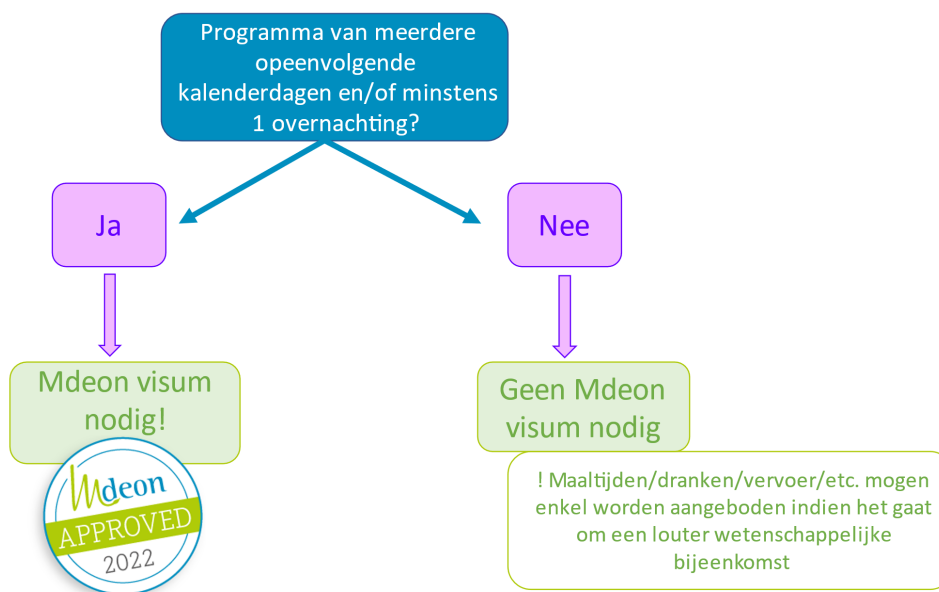 Programma van meerdere
opeenvolgende
kalenderdagen en/of minstens
1 overnachting?
Ja
Nee
Mdeon visum
nodig!
Geen Mdeon
visum nodig
Mdeon
APPROVED
2022
! Maaltijden/dranken/vervoer/etc. mogen
enkel worden aangeboden indien het gaat
om een louter wetenschappelijke
bijeenkomst